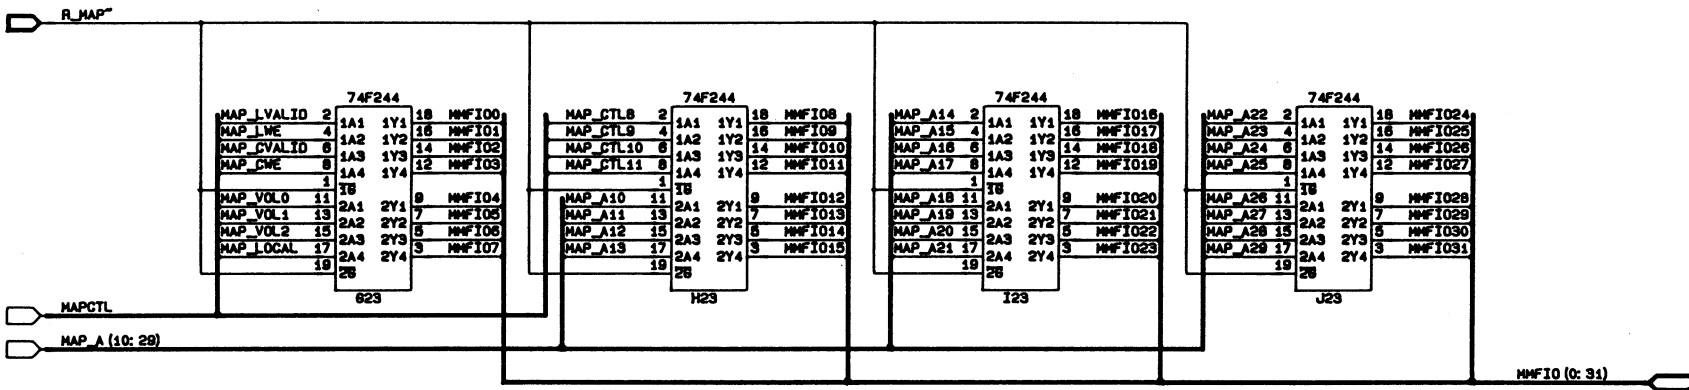 R_MAP~
74F244 74F244 74F244 74F244
MAP_LVALID 2 1A1 1Y1 18 MMFIO0 MAP_CTL8 2 1A1 1Y1 18 MMFIO8 MAP_A14 2 1A1 1Y1 18 MMFIO16 MAP_A22 2 1A1 1Y1 18 MMFIO24
MAP_LWE 4 1A2 1Y2 16 MMFIO1 MAP_CTL9 4 1A2 1Y2 16 MMFIO9 MAP_A15 4 1A2 1Y2 16 MMFIO17 MAP_A23 4 1A2 1Y2 16 MMFIO25
MAP_CVALID 6 1A3 1Y3 14 MMFIO2 MAP_CTL10 6 1A3 1Y3 14 MMFIO10 MAP_A16 6 1A3 1Y3 14 MMFIO18 MAP_A24 6 1A3 1Y3 14 MMFIO26
MAP_CWE 8 1A4 1Y4 12 MMFIO3 MAP_CTL11 8 1A4 1Y4 12 MMFIO11 MAP_A17 8 1A4 1Y4 12 MMFIO19 MAP_A25 8 1A4 1Y4 12 MMFIO27
1 1G 1 1G 1 1G 1 1G
MAP_VOL0 11 2A1 2Y1 9 MMFIO4 MAP_A10 11 2A1 2Y1 9 MMFIO12 MAP_A18 11 2A1 2Y1 9 MMFIO20 MAP_A26 11 2A1 2Y1 9 MMFIO28
MAP_VOL1 13 2A2 2Y2 7 MMFIO5 MAP_A11 13 2A2 2Y2 7 MMFIO13 MAP_A19 13 2A2 2Y2 7 MMFIO21 MAP_A27 13 2A2 2Y2 7 MMFIO29
MAP_VOL2 15 2A3 2Y3 5 MMFIO6 MAP_A12 15 2A3 2Y3 5 MMFIO14 MAP_A20 15 2A3 2Y3 5 MMFIO22 MAP_A28 15 2A3 2Y3 5 MMFIO30
MAP_LOCAL 17 2A4 2Y4 3 MMFIO7 MAP_A13 17 2A4 2Y4 3 MMFIO15 MAP_A21 17 2A4 2Y4 3 MMFIO23 MAP_A29 17 2A4 2Y4 3 MMFIO31
19 2G 19 2G 19 2G 19 2G
G23 H23 I23 J23
MAPCTL
MAP_A (10: 29)
MMFIO (0: 31)